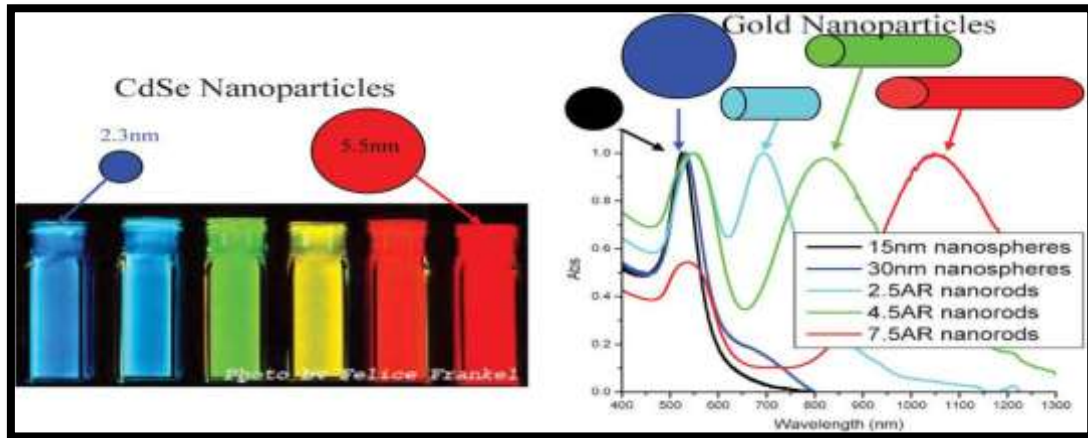 CdSe Nanoparticles
2.3nm
5.5nm
Photo by Felice Frankel
Gold Nanoparticles
1.0
0.8
0.6
0.4
0.2
0.0
Abs
15nm nanospheres
30nm nanospheres
2.5AR nanorods
4.5AR nanorods
7.5AR nanorods
400 500 600 700 800 900 1000 1100 1200 1300
Wavelength (nm)